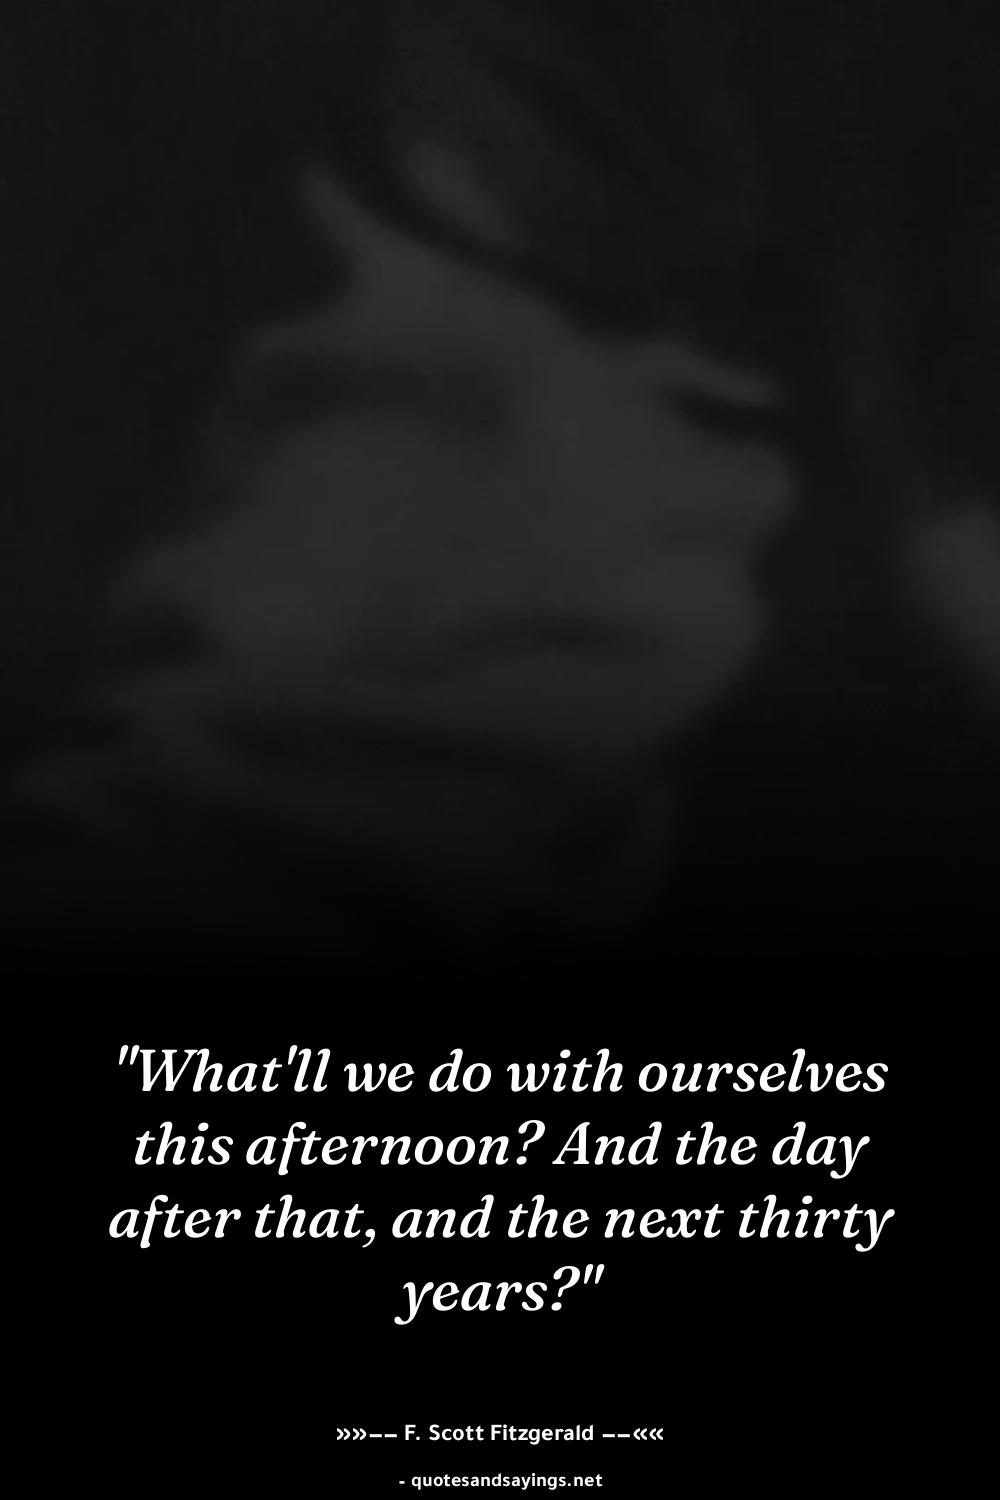 "What'll we do with ourselves
this afternoon? And the day
after that, and the next thirty
years?"
»»−− F. Scott Fitzgerald −−««
- quotesandsayings.net